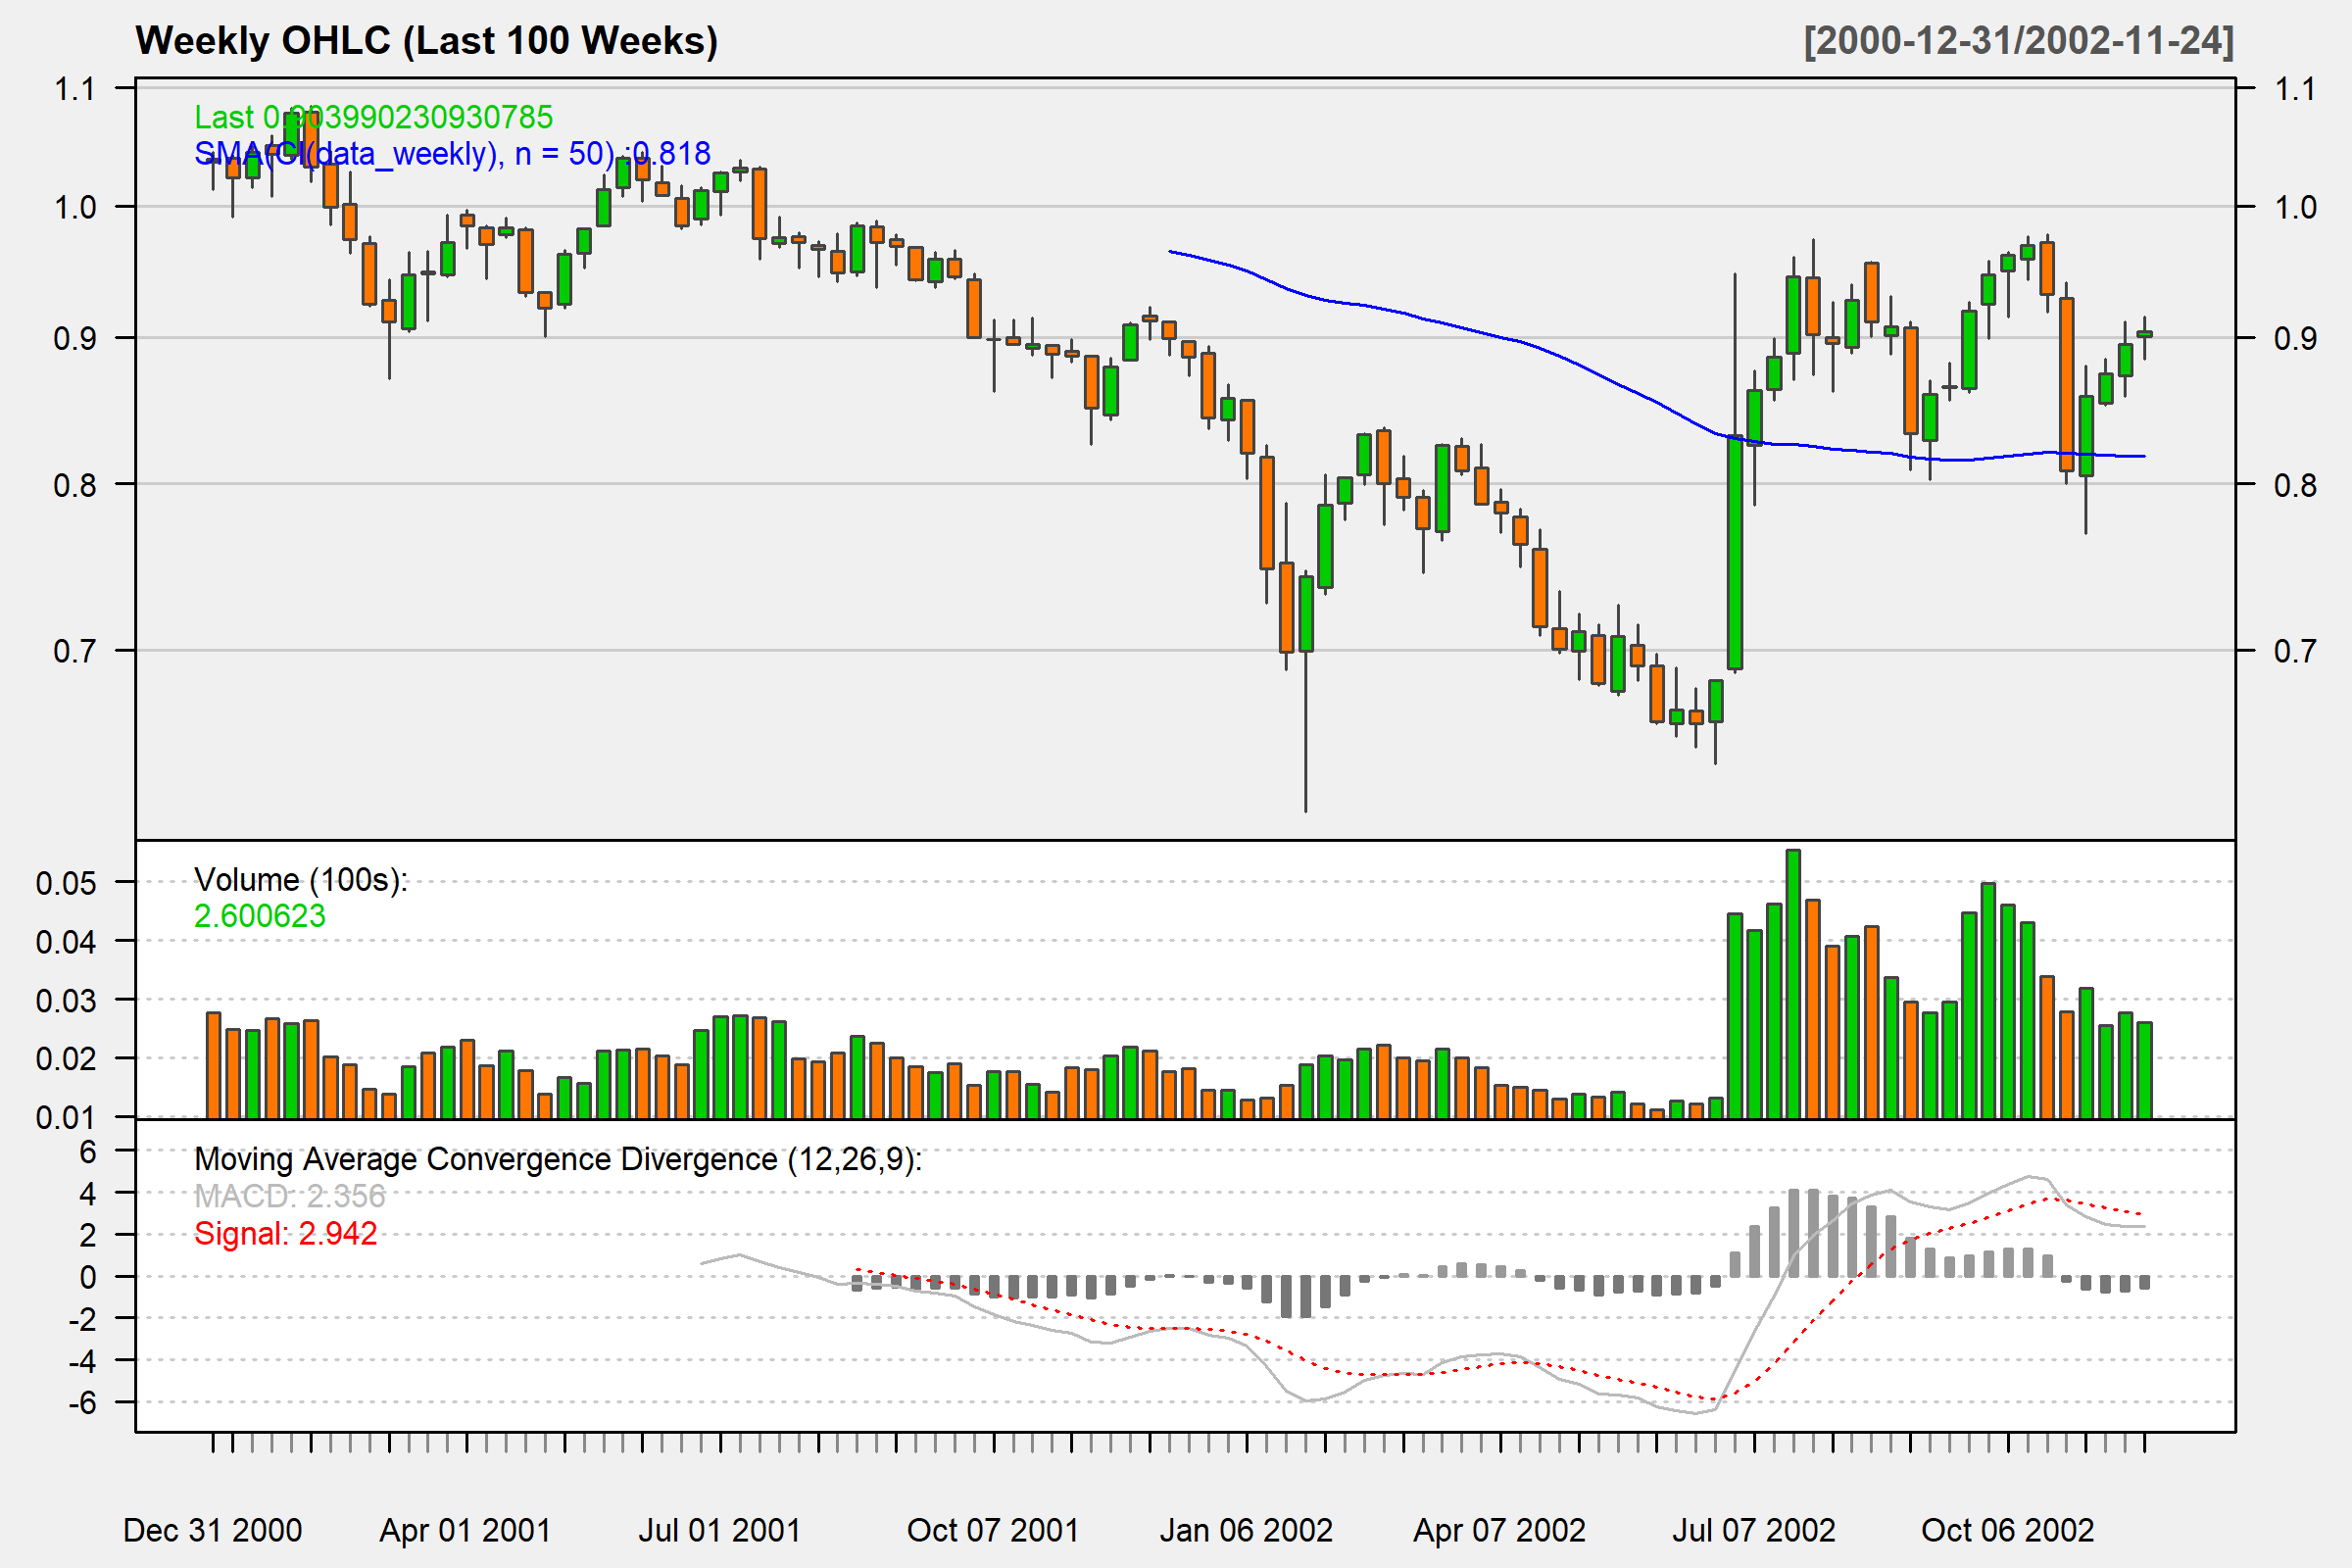 Weekly OHLC (Last 100 Weeks) [2000-12-31/2002-11-24]
1.1 1.1
Last 0.903990230930785
SMA(Cl(data_weekly), n = 50) :0.818
1.0 1.0
0.9 0.9
0.8 0.8
0.7 0.7
Volume (100s):
0.05
2.600623
0.04
0.03
0.02
0.01
Moving Average Convergence Divergence (12,26,9):
6
MACD: 2.356
4
Signal: 2.942
2
0
-2
-4
-6
Dec 31 2000 Apr 01 2001 Jul 01 2001 Oct 07 2001 Jan 06 2002 Apr 07 2002 Jul 07 2002 Oct 06 2002